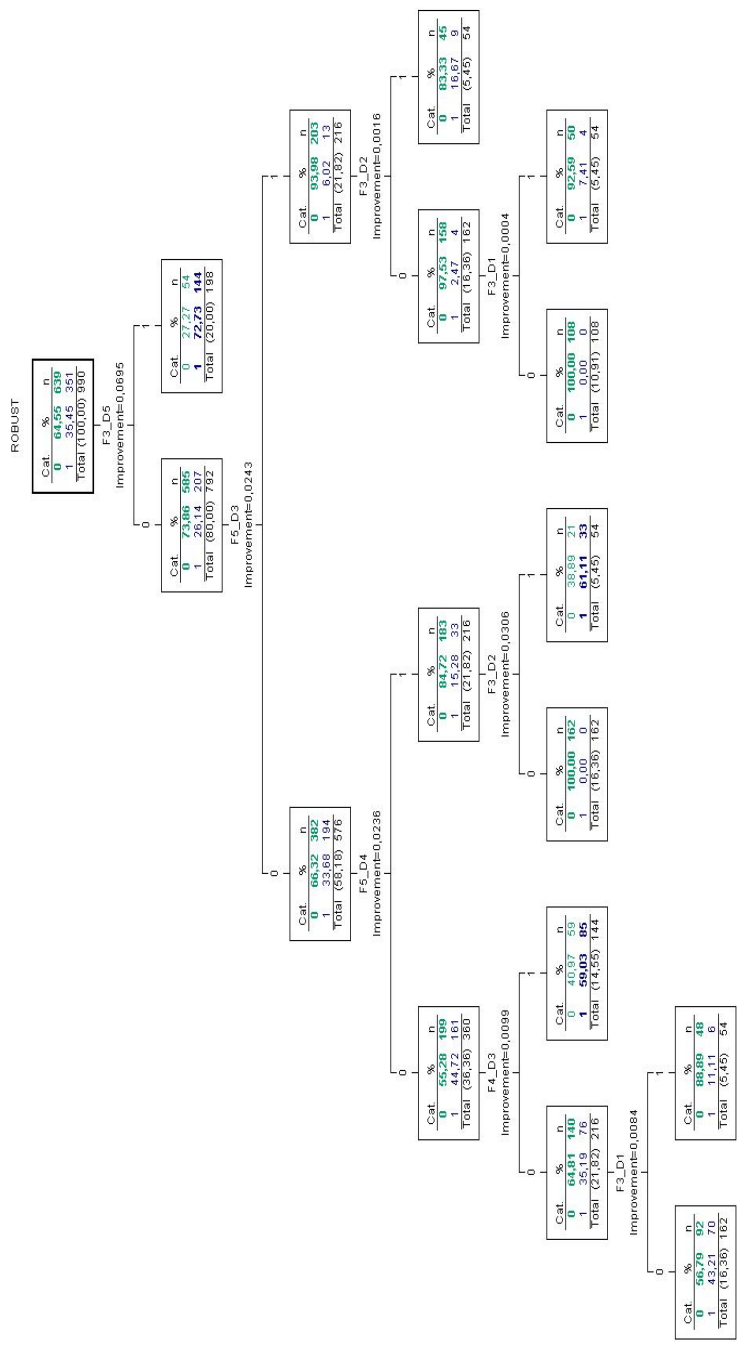 ROBUST
Cat. % n
0 64,55 639
1 35,45 351
Total (100,00) 990
F3_D5
Improvement=0,0695
0
1
Cat. % n
0 73,86 585
1 26,14 207
Total (80,00) 792
Cat. % n
0 27,27 54
1 72,73 144
Total (20,00) 198
F5_D3
Improvement=0,0243
0
1
Cat. % n
0 66,32 382
1 33,68 194
Total (58,18) 576
Cat. % n
0 93,98 203
1 6,02 13
Total (21,82) 216
F5_D4
Improvement=0,0236
F3_D2
Improvement=0,0016
0
1
0
1
Cat. % n
0 55,28 199
1 44,72 161
Total (36,36) 360
Cat. % n
0 84,72 183
1 15,28 33
Total (21,82) 216
Cat. % n
0 97,53 158
1 2,47 4
Total (16,36) 162
Cat. % n
0 83,33 45
1 16,67 9
Total (5,45) 54
F4_D3
Improvement=0,0099
F3_D2
Improvement=0,0306
F3_D1
Improvement=0,0004
0
1
0
1
0
1
Cat. % n
0 64,81 140
1 35,19 76
Total (21,82) 216
Cat. % n
0 40,97 59
1 59,03 85
Total (14,55) 144
Cat. % n
0 100,00 162
1 0,00 0
Total (16,36) 162
Cat. % n
0 38,89 21
1 61,11 33
Total (5,45) 54
Cat. % n
0 100,00 108
1 0,00 0
Total (10,91) 108
Cat. % n
0 92,59 50
1 7,41 4
Total (5,45) 54
F3_D1
Improvement=0,0084
0
1
Cat. % n
0 56,79 92
1 43,21 70
Total (16,36) 162
Cat. % n
0 88,89 48
1 11,11 6
Total (5,45) 54